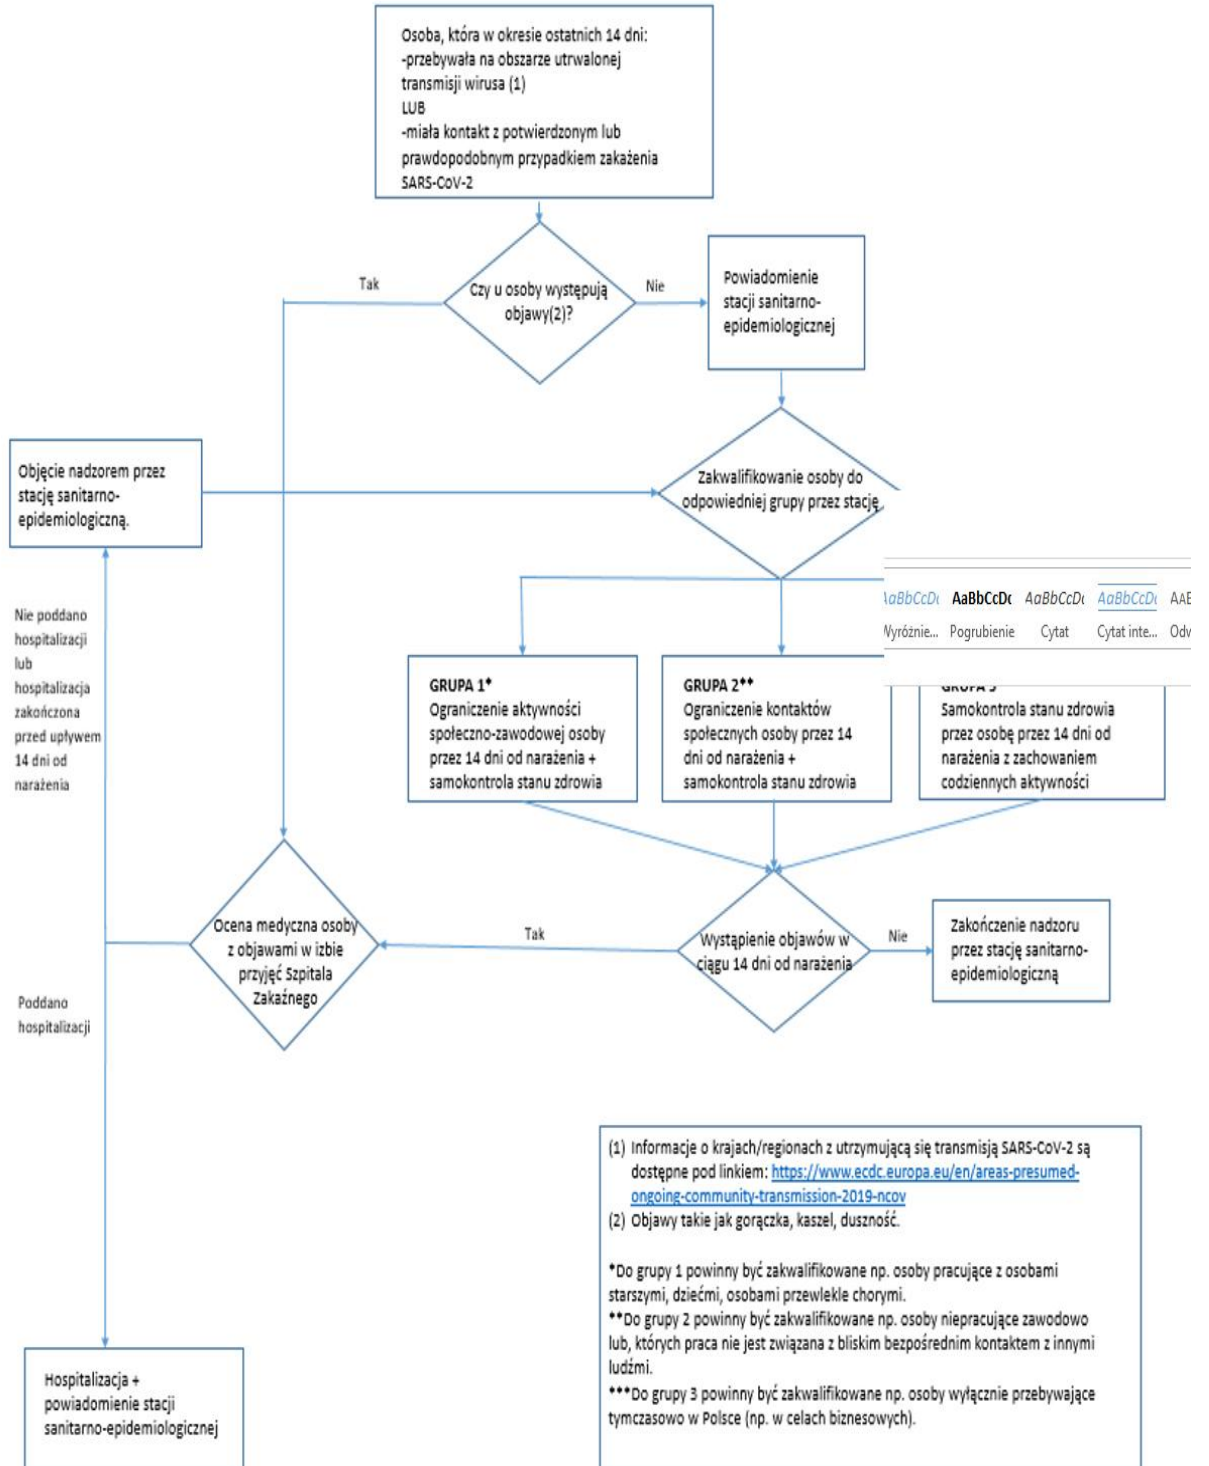 Osoba, która w okresie ostatnich 14 dni:
-przebywała na obszarze utrwalonej
transmisji wirusa (1)
LUB
-miała kontakt z potwierdzonym lub
prawdopodobnym przypadkiem zakażenia
SARS-CoV-2
Tak
Czy u osoby występują
objawy(2)?
Nie
Powiadomienie
stacji sanitarno-
epidemiologicznej
Objęcie nadzorem przez
stację sanitarno-
epidemiologiczną.
Zakwalifikowanie osoby do
odpowiedniej grupy przez stację
AaBbCcDc AaBbCcDc AaBbCcDc AaBbCcDc AAE
Wyróżnie... Pogrubienie Cytat Cytat inte... Odw
Nie poddano
hospitalizacji
lub
hospitalizacja
zakończona
przed upływem
14 dni od
narażenia
GRUPA 1*
Ograniczenie aktywności
społeczno-zawodowej osoby
przez 14 dni od narażenia +
samokontrola stanu zdrowia
GRUPA 2**
Ograniczenie kontaktów
społecznych osoby przez 14
dni od narażenia +
samokontrola stanu zdrowia
GRUPA 3
Samokontrola stanu zdrowia
przez osobę przez 14 dni od
narażenia z zachowaniem
codziennych aktywności
Ocena medyczna osoby
z objawami w izbie
przyjęć Szpitala
Zakaźnego
Tak
Wystąpienie objawów w
ciągu 14 dni od narażenia
Nie
Zakończenie nadzoru
przez stację sanitarno-
epidemiologiczną
Poddano
hospitalizacji
Hospitalizacja +
powiadomienie stacji
sanitarno-epidemiologicznej
(1) Informacje o krajach/regionach z utrzymującą się transmisją SARS-CoV-2 są
dostępne pod linkiem: https://www.ecdc.europa.eu/en/areas-presumed-
ongoing-community-transmission-2019-ncov
(2) Objawy takie jak gorączka, kaszel, duszność.
*Do grupy 1 powinny być zakwalifikowane np. osoby pracujące z osobami
starszymi, dziećmi, osobami przewlekle chorymi.
**Do grupy 2 powinny być zakwalifikowane np. osoby niepracujące zawodowo
lub, których praca nie jest związana z bliskim bezpośrednim kontaktem z innymi
ludźmi.
***Do grupy 3 powinny być zakwalifikowane np. osoby wyłącznie przebywające
tymczasowo w Polsce (np. w celach biznesowych).